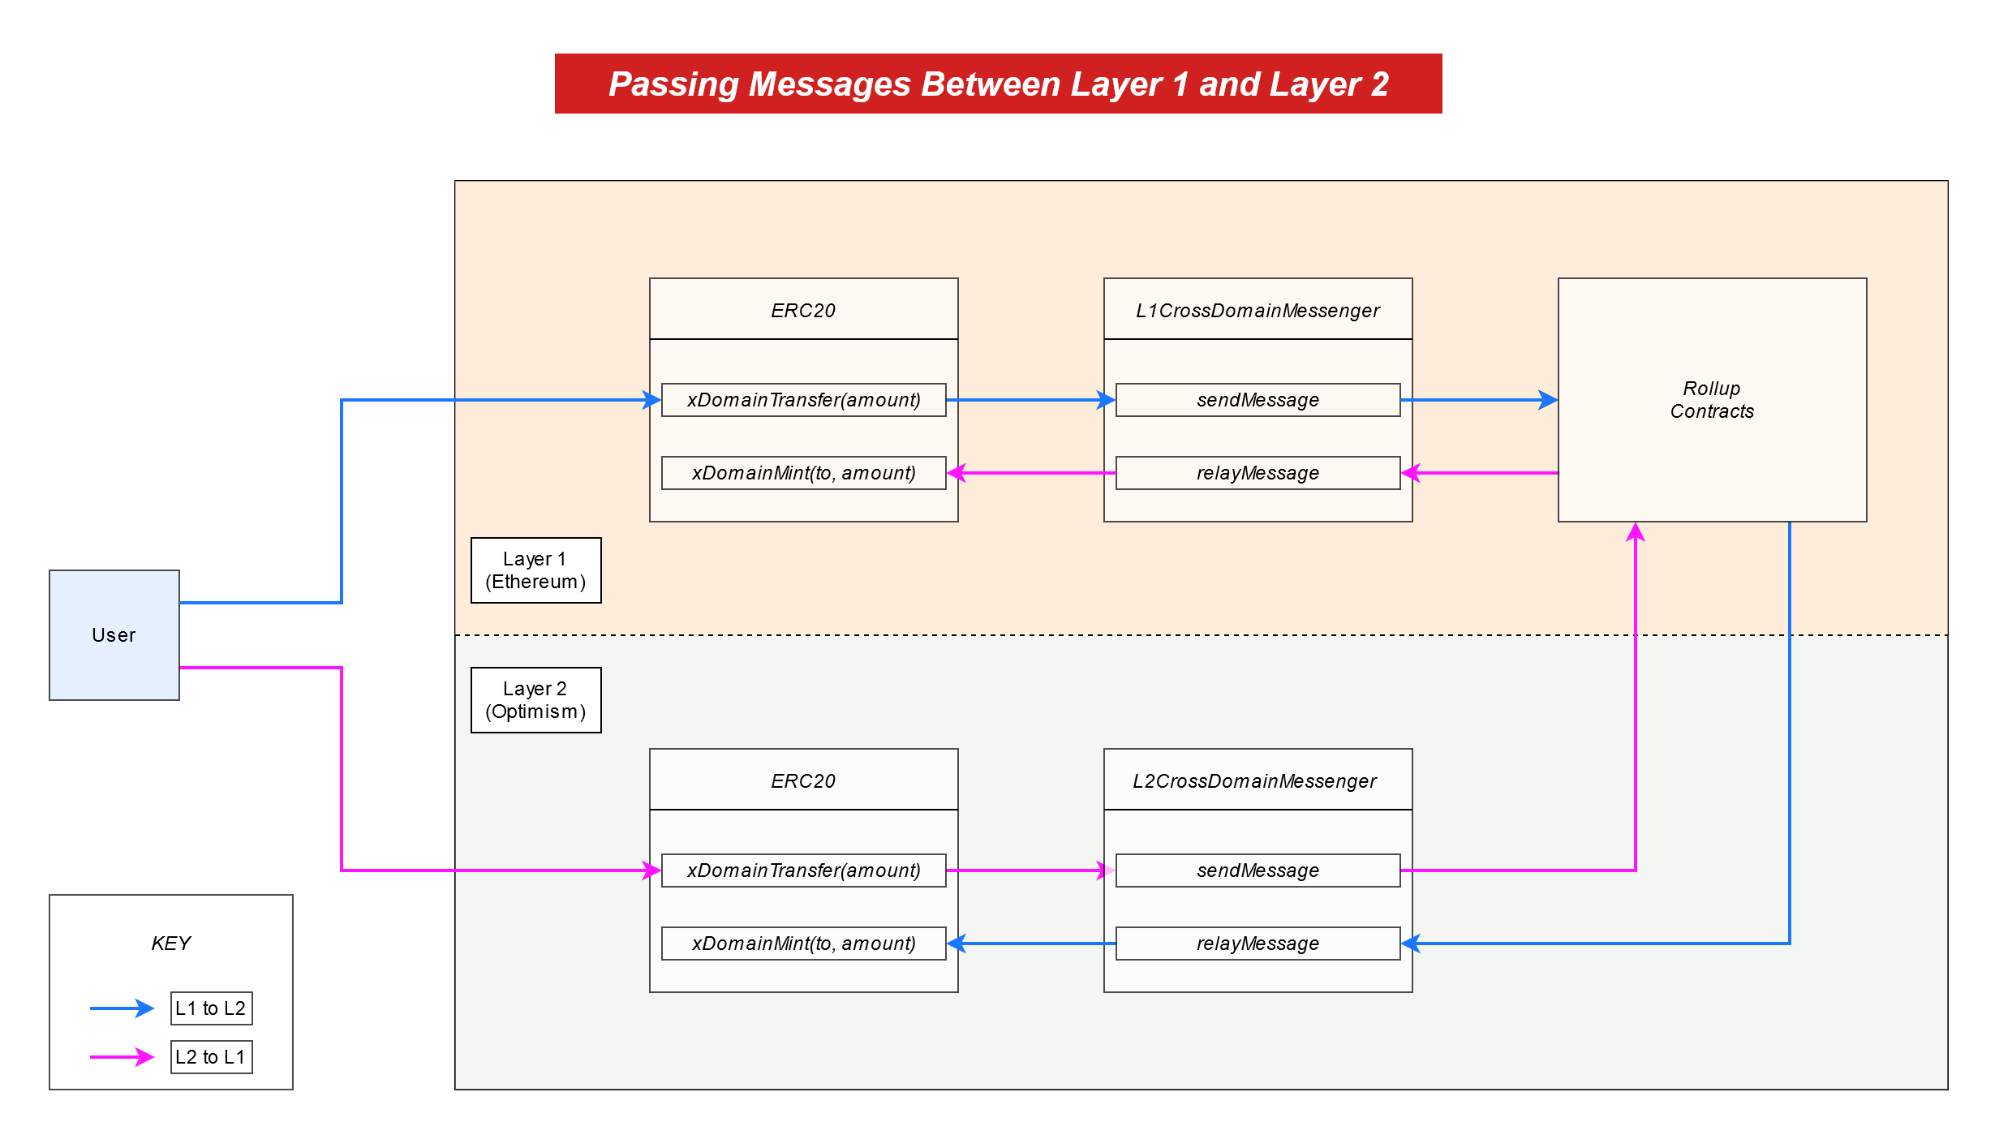 Passing Messages Between Layer 1 and Layer 2
ERC20
xDomainTransfer(amount)
xDomainMint(to, amount)
L1CrossDomainMessenger
sendMessage
relayMessage
Rollup
Contracts
Layer 1
(Ethereum)
User
Layer 2
(Optimism)
ERC20
xDomainTransfer(amount)
xDomainMint(to, amount)
L2CrossDomainMessenger
sendMessage
relayMessage
KEY
L1 to L2
L2 to L1